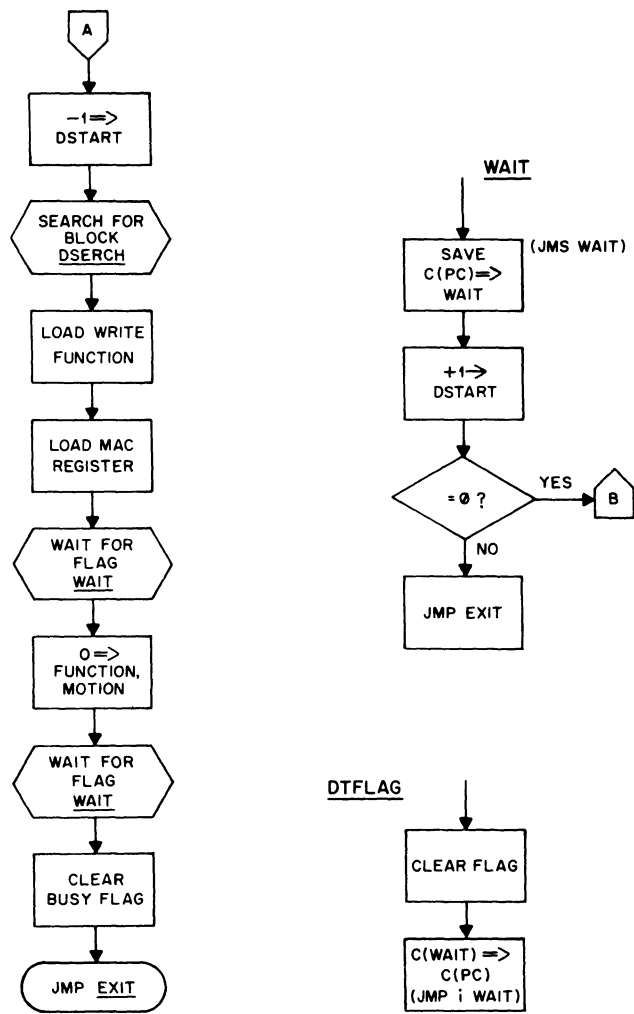 A
-1=>
DSTART
SEARCH FOR
BLOCK
DSERCH
LOAD WRITE
FUNCTION
LOAD MAC
REGISTER
WAIT FOR
FLAG
WAIT
0=>
FUNCTION,
MOTION
WAIT FOR
FLAG
WAIT
CLEAR
BUSY FLAG
JMP EXIT
WAIT
SAVE
C(PC)=>
WAIT
(JMS WAIT)
+1→
DSTART
=0?
YES
B
NO
JMP EXIT
DTFLAG
CLEAR FLAG
C(WAIT) =>
C(PC)
(JMP i WAIT)